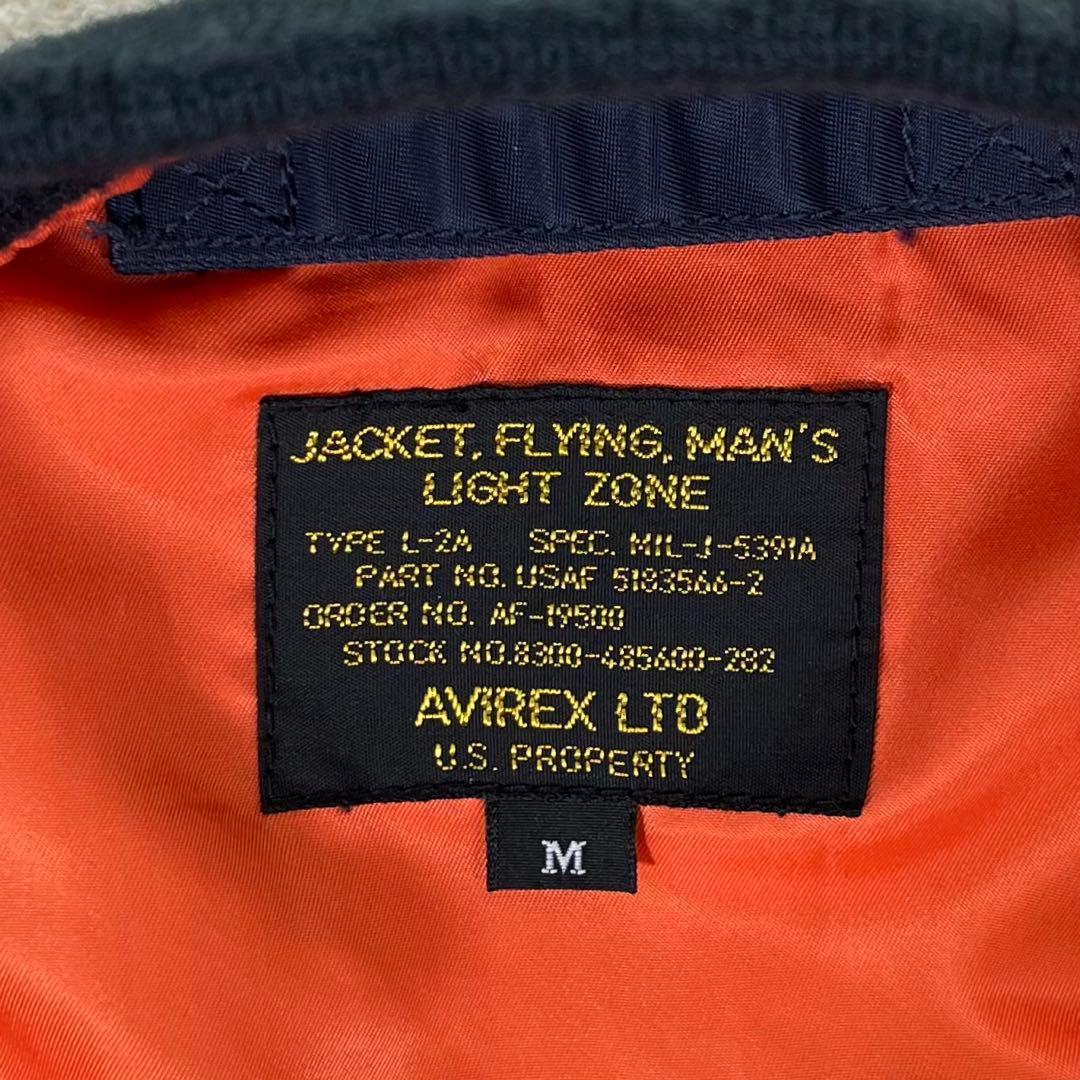 JACKET, FLYING, MAN'S
LIGHT ZONE
TYPE L-2A SPEC. MIL-J-5391A
PART NO. USAF 5183566-2
ORDER NO. AF-19500
STOCK NO.8300-485600-282
AVIREX LTD
U.S. PROPERTY
M